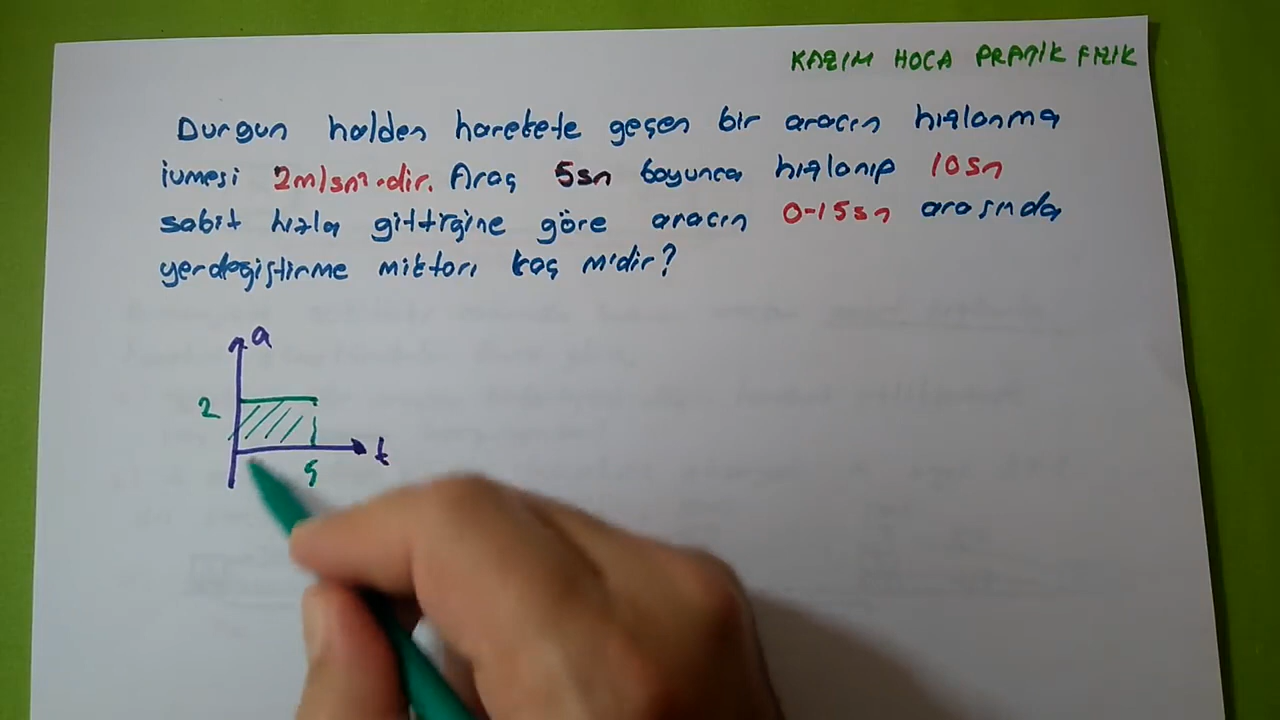 KAZIM HOCA PRATİK FİZİK
Durgun halden harekete geçen bir aracın hızlanma
ivmesi 2m/sn² dir. Araç 5sn boyunca hızlanıp 10sn
sabit hızla gittiğine göre aracın 0-15sn arasında
yerdeğiştirme miktarı kaç m'dir?
a
2
5
t